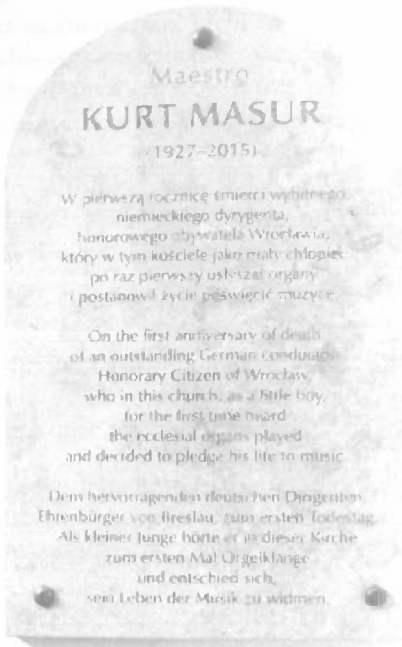 Maestro
KURT MASUR
(1927–2015)
W pierwszą rocznicę śmierci wybitnego
niemieckiego dyrygenta,
honorowego obywatela Wrocławia,
który w tym kościele jako mały chłopiec
po raz pierwszy usłyszał organy
i postanowił życie poświęcić muzyce
On the first anniversary of death
of an outstanding German conductor,
Honorary Citizen of Wrocław,
who in this church, as a little boy,
for the first time heard
the ecclesial organs played
and decided to pledge his life to music
Dem hervorragenden deutschen Dirigenten,
Ehrenbürger von Breslau, zum ersten Todestag.
Als kleiner Junge hörte er in dieser Kirche
zum ersten Mal Orgelklänge
und entschied sich,
sein Leben der Musik zu widmen.